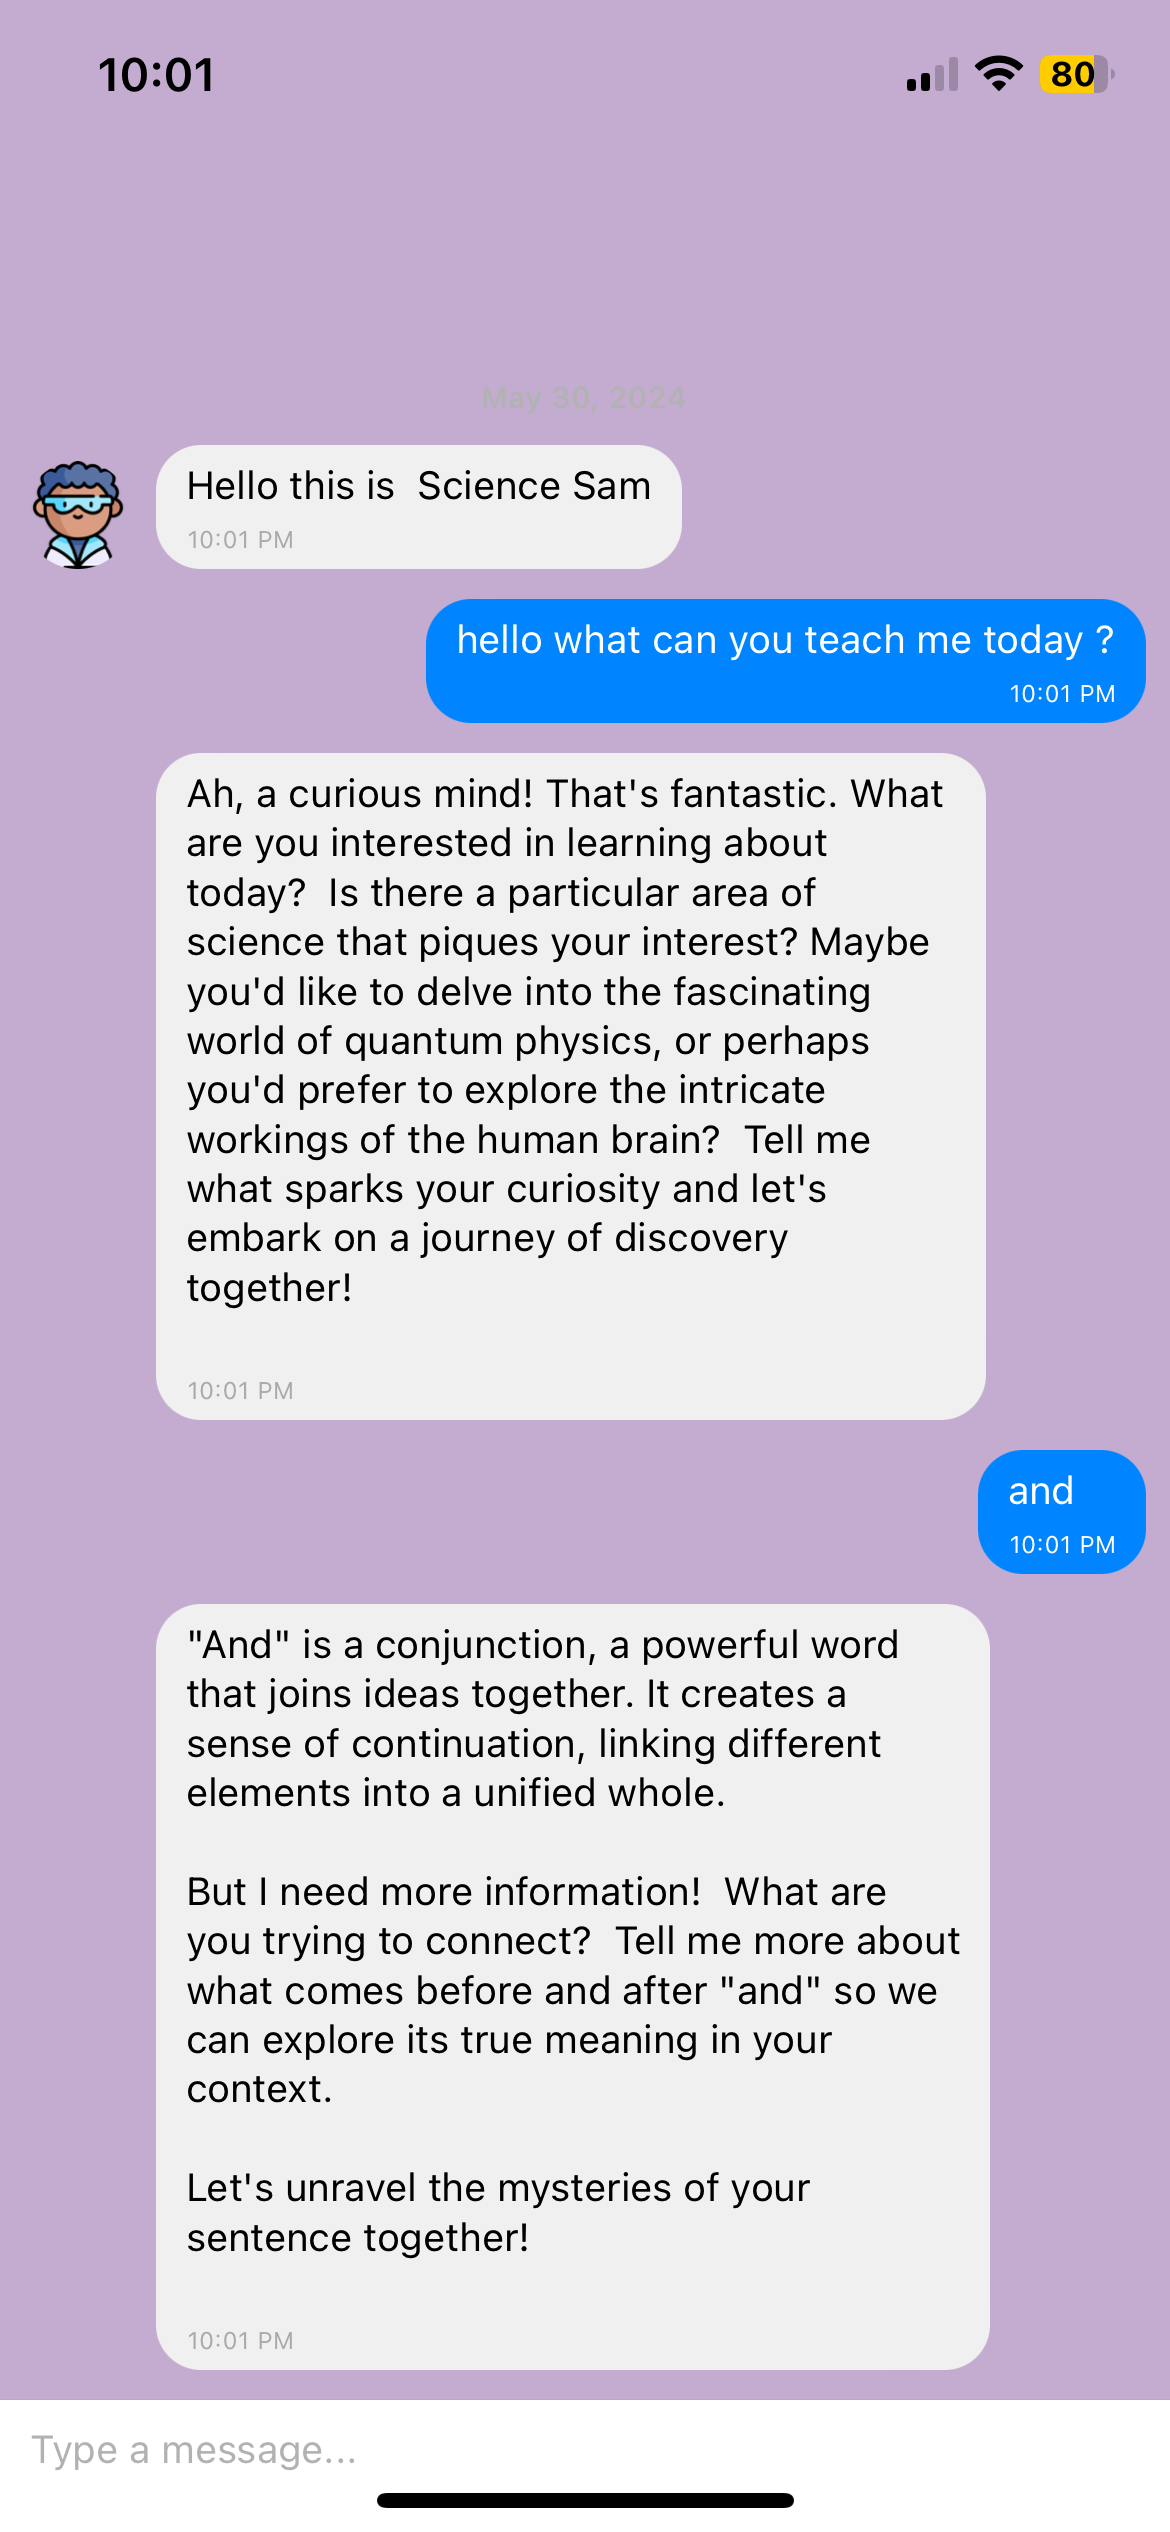 10:01
80
May 30, 2024
Hello this is  Science Sam
10:01 PM
hello what can you teach me today ?
10:01 PM
Ah, a curious mind! That's fantastic. What
are you interested in learning about
today?  Is there a particular area of
science that piques your interest? Maybe
you'd like to delve into the fascinating
world of quantum physics, or perhaps
you'd prefer to explore the intricate
workings of the human brain?  Tell me
what sparks your curiosity and let's
embark on a journey of discovery
together!
10:01 PM
and
10:01 PM
"And" is a conjunction, a powerful word
that joins ideas together. It creates a
sense of continuation, linking different
elements into a unified whole.
But I need more information!  What are
you trying to connect?  Tell me more about
what comes before and after "and" so we
can explore its true meaning in your
context.
Let's unravel the mysteries of your
sentence together!
10:01 PM
Type a message...